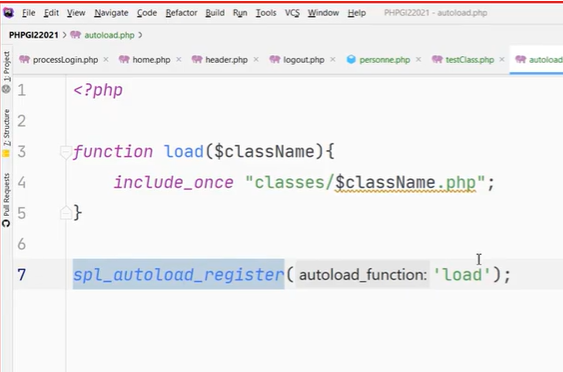 File Edit View Navigate Code Refactor Build Run Tools VCS Window Help PHPGI22021 - autoload.php
PHPGI22021 autoload.php
processLogin.php home.php header.php logout.php personne.php testClass.php autoload
1: Project
7: Structure
Pull Requests
1 <?php
2
3 function load($className){
4 include_once "classes/$className.php";
5 }
6
7 spl_autoload_register( autoload_function: 'load');